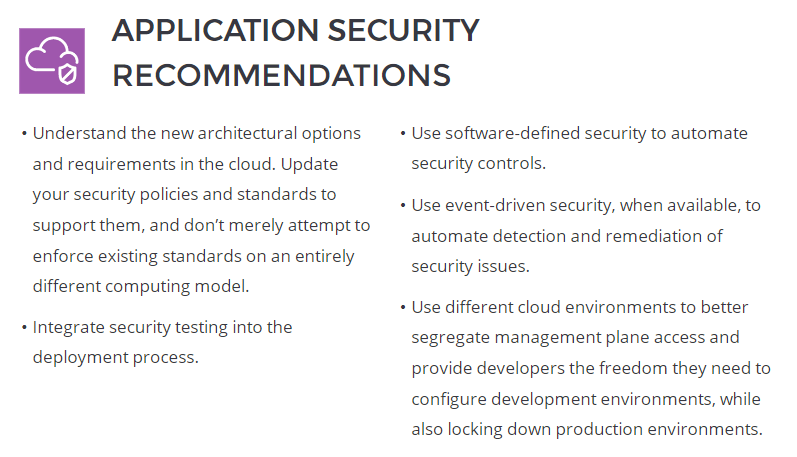 APPLICATION SECURITY
RECOMMENDATIONS
• Understand the new architectural options
and requirements in the cloud. Update
your security policies and standards to
support them, and don’t merely attempt to
enforce existing standards on an entirely
different computing model.
• Integrate security testing into the
deployment process.
• Use software-defined security to automate
security controls.
• Use event-driven security, when available, to
automate detection and remediation of
security issues.
• Use different cloud environments to better
segregate management plane access and
provide developers the freedom they need to
configure development environments, while
also locking down production environments.